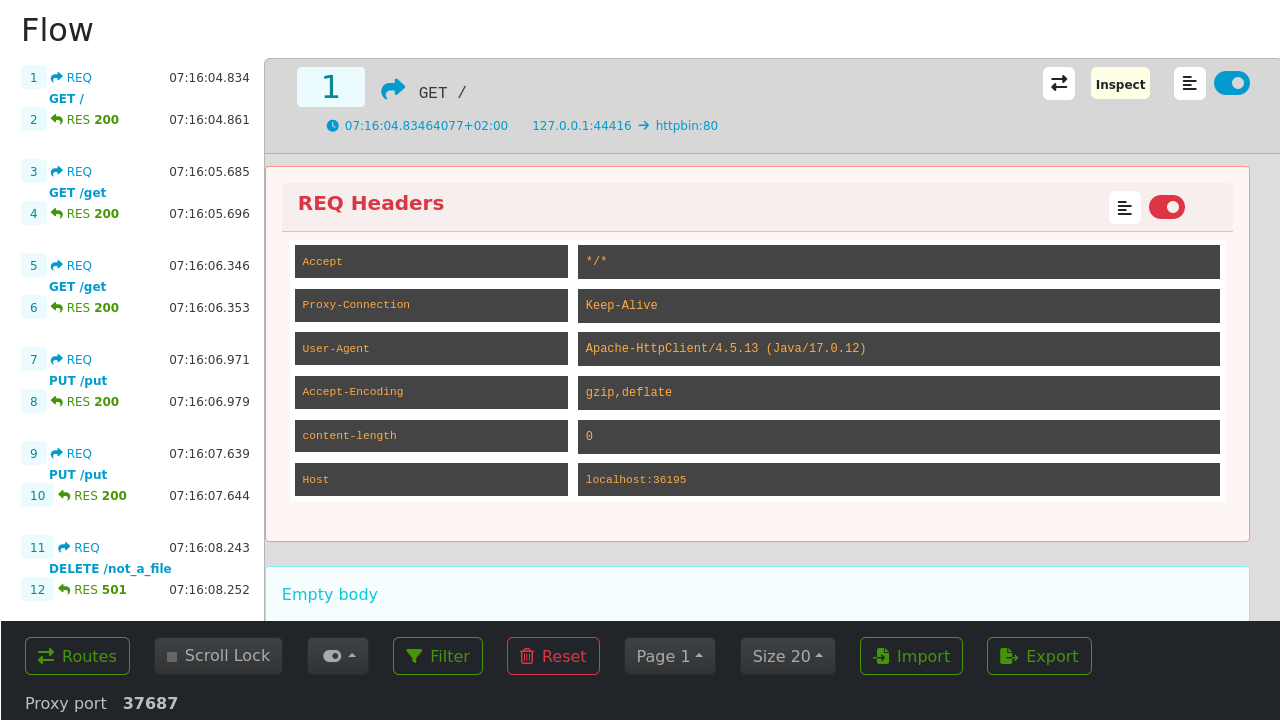 Flow
1 REQ 07:16:04.834
GET /
2 RES 200 07:16:04.861
3 REQ 07:16:05.685
GET /get
4 RES 200 07:16:05.696
5 REQ 07:16:06.346
GET /get
6 RES 200 07:16:06.353
7 REQ 07:16:06.971
PUT /put
8 RES 200 07:16:06.979
9 REQ 07:16:07.639
PUT /put
10 RES 200 07:16:07.644
11 REQ 07:16:08.243
DELETE /not_a_file
12 RES 501 07:16:08.252
1 GET / Inspect
07:16:04.83464077+02:00 127.0.0.1:44416 → httpbin:80
REQ Headers
Accept */*
Proxy-Connection Keep-Alive
User-Agent Apache-HttpClient/4.5.13 (Java/17.0.12)
Accept-Encoding gzip,deflate
content-length 0
Host localhost:36195
Empty body
Routes Scroll Lock Filter Reset Page 1 Size 20 Import Export
Proxy port 37687